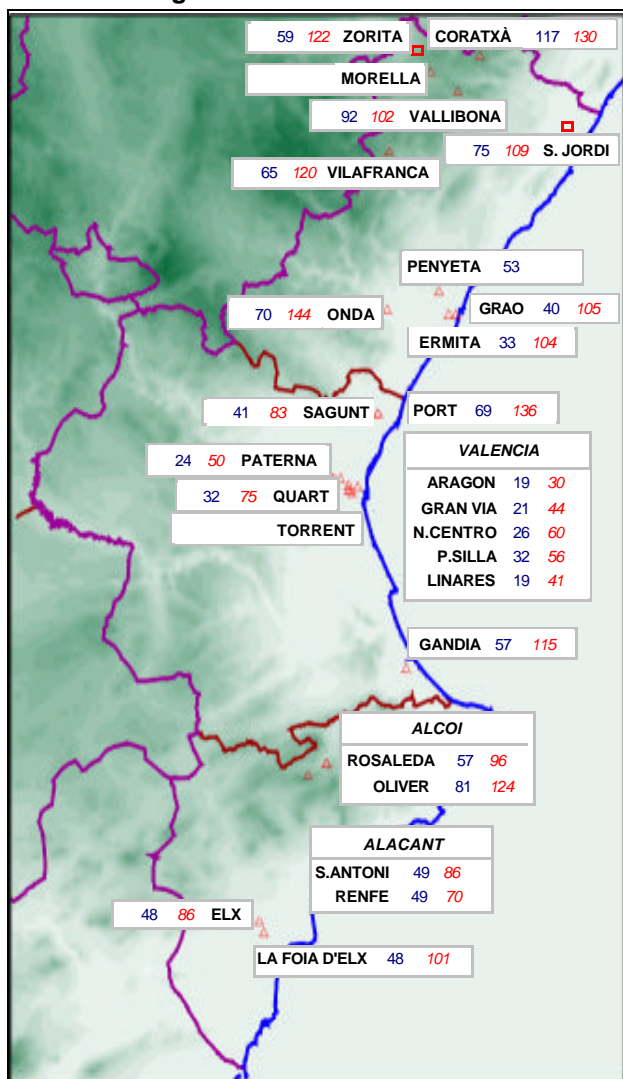 59 122 ZORITA
CORATXÀ 117 130
MORELLA
92 102 VALLIBONA
75 109 S. JORDI
65 120 VILAFRANCA
PENYETA 53
70 144 ONDA
GRAO 40 105
ERMITA 33 104
41 83 SAGUNT
PORT 69 136
24 50 PATERNA
32 75 QUART
TORRENT
VALENCIA
ARAGON 19 30
GRAN VIA 21 44
N.CENTRO 26 60
P.SILLA 32 56
LINARES 19 41
GANDIA 57 115
ALCOI
ROSALEDA 57 96
OLIVER 81 124
ALACANT
S.ANTONI 49 86
RENFE 49 70
48 86 ELX
LA FOIA D'ELX 48 101